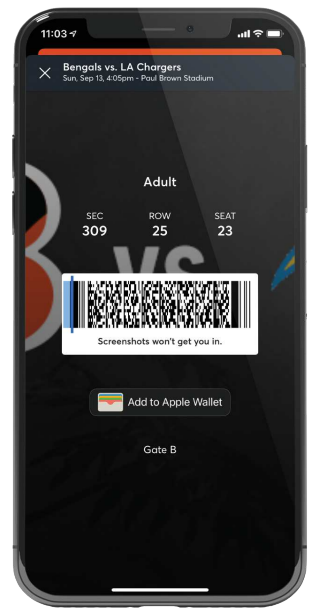 11:03
Bengals vs. LA Chargers
Sun, Sep 13, 4:05pm - Paul Brown Stadium
VS
Adult
SEC ROW SEAT
309 25 23
Screenshots won't get you in.
Add to Apple Wallet
Gate B